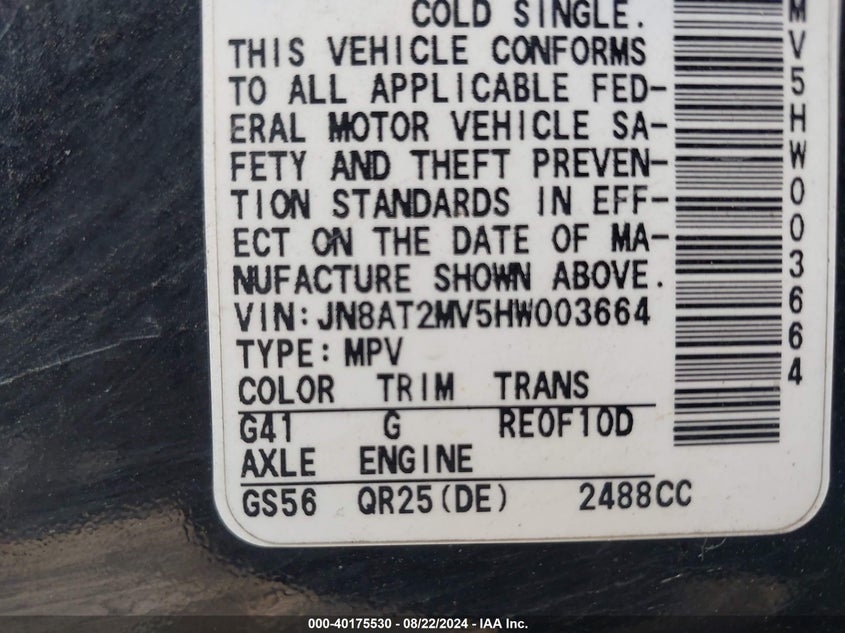 COLD SINGLE.
THIS VEHICLE CONFORMS
TO ALL APPLICABLE FED-
ERAL MOTOR VEHICLE SA-
FETY AND THEFT PREVEN-
TION STANDARDS IN EFF-
ECT ON THE DATE OF MA-
NUFACTURE SHOWN ABOVE.
VIN:JN8AT2MV5HW003664
TYPE:MPV
COLOR TRIM TRANS
G41 G RE0F10D
AXLE ENGINE
GS56 QR25(DE) 2488CC
MV5HW003664
000-40175530 - 08/22/2024 - IAA Inc.